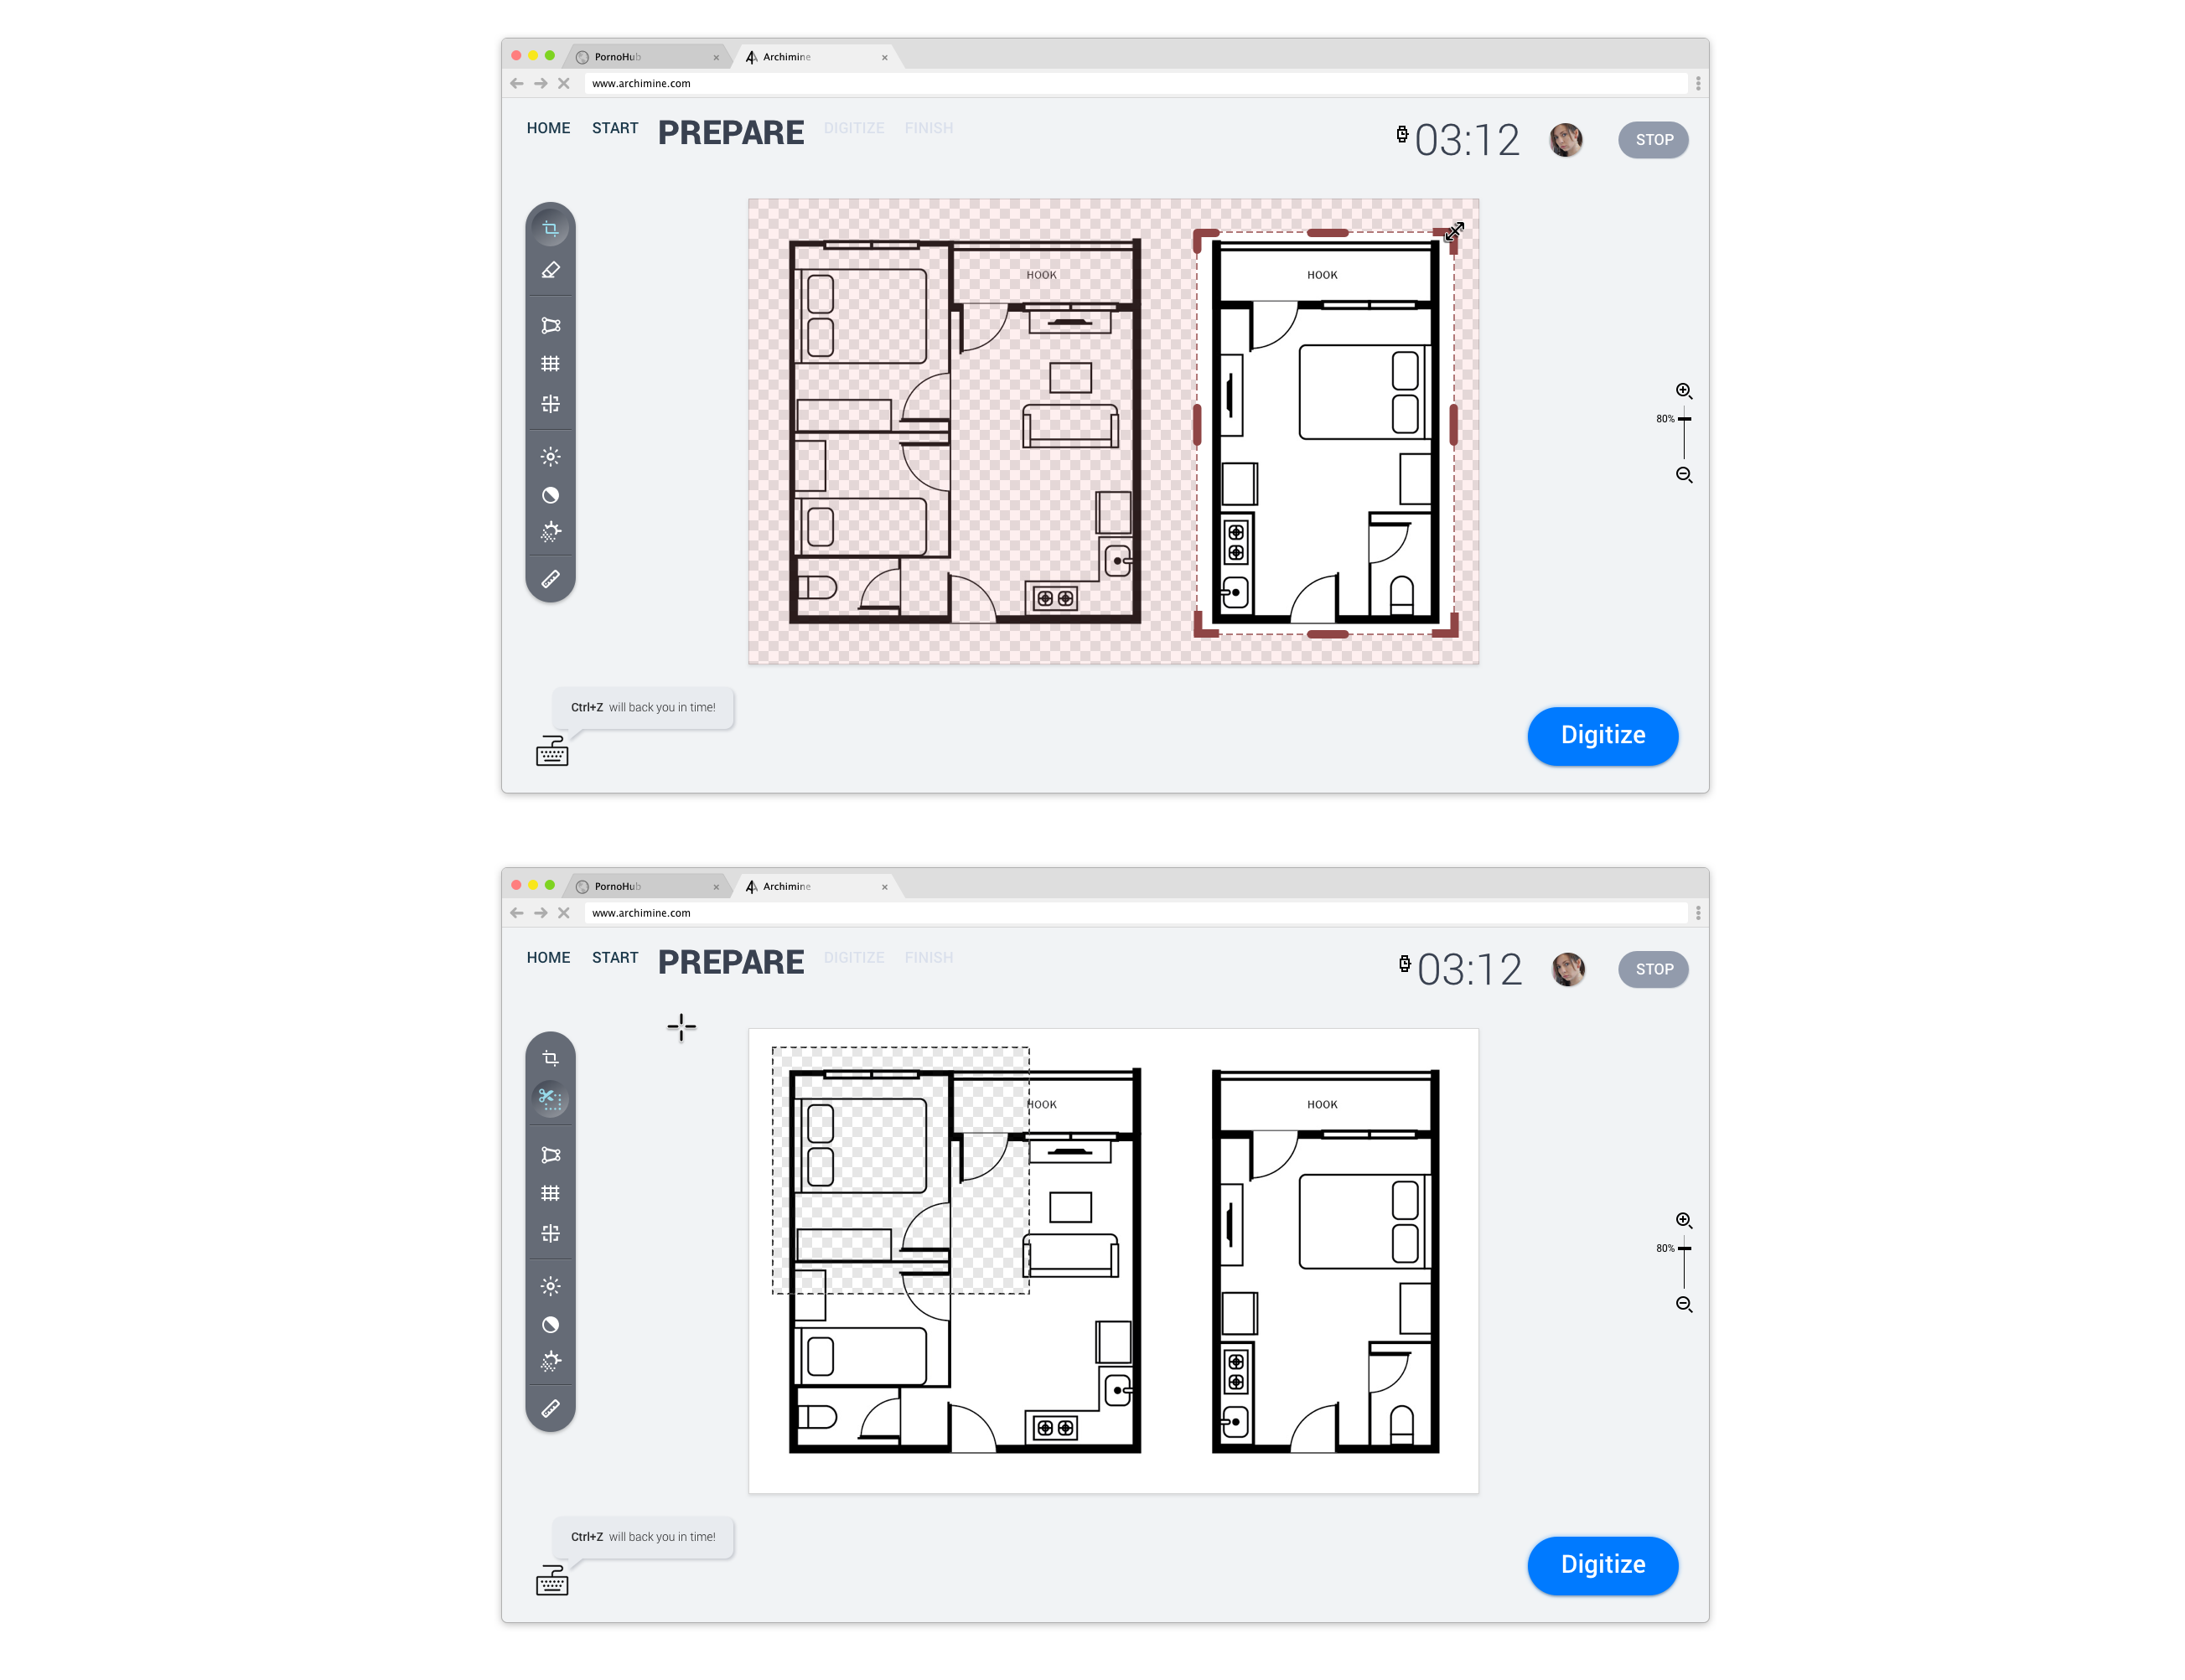 PornoHub
Archimine
www.archimine.com
HOME START PREPARE DIGITIZE FINISH
03:12
STOP
HOOK
HOOK
80%
Ctrl+Z will back you in time!
Digitize
PornoHub
Archimine
www.archimine.com
HOME START PREPARE DIGITIZE FINISH
03:12
STOP
HOOK
HOOK
80%
Ctrl+Z will back you in time!
Digitize